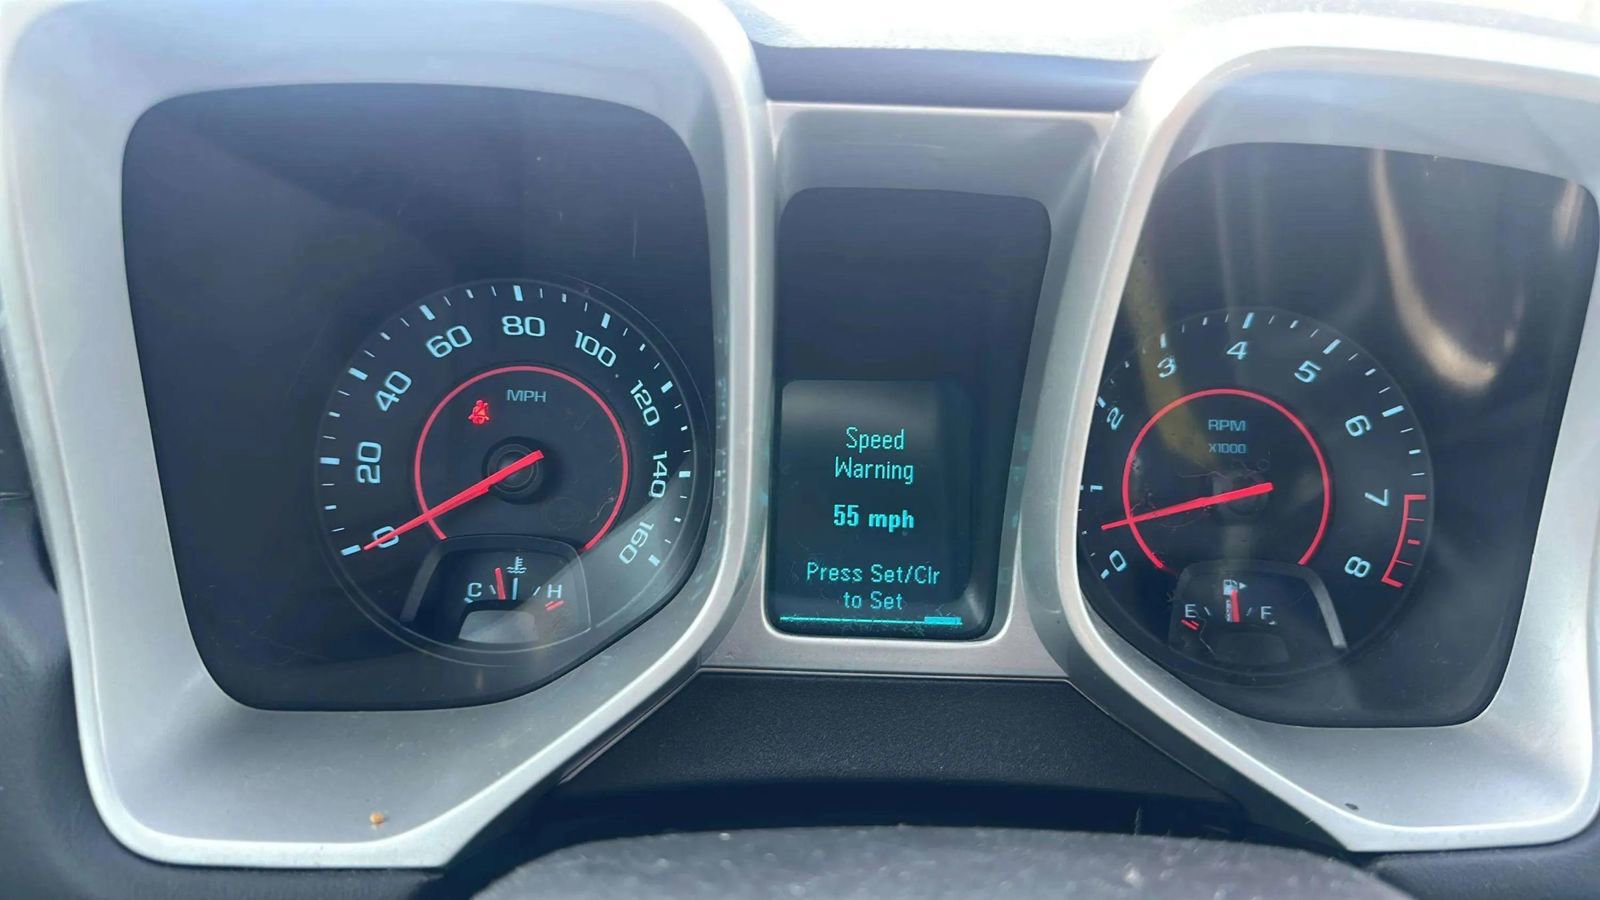 0
20
40
60
80
100
120
140
160
MPH
C
H
Speed
Warning
55 mph
Press Set/Clr
to Set
0
1
2
3
4
5
6
7
8
RPM
X1000
E
F